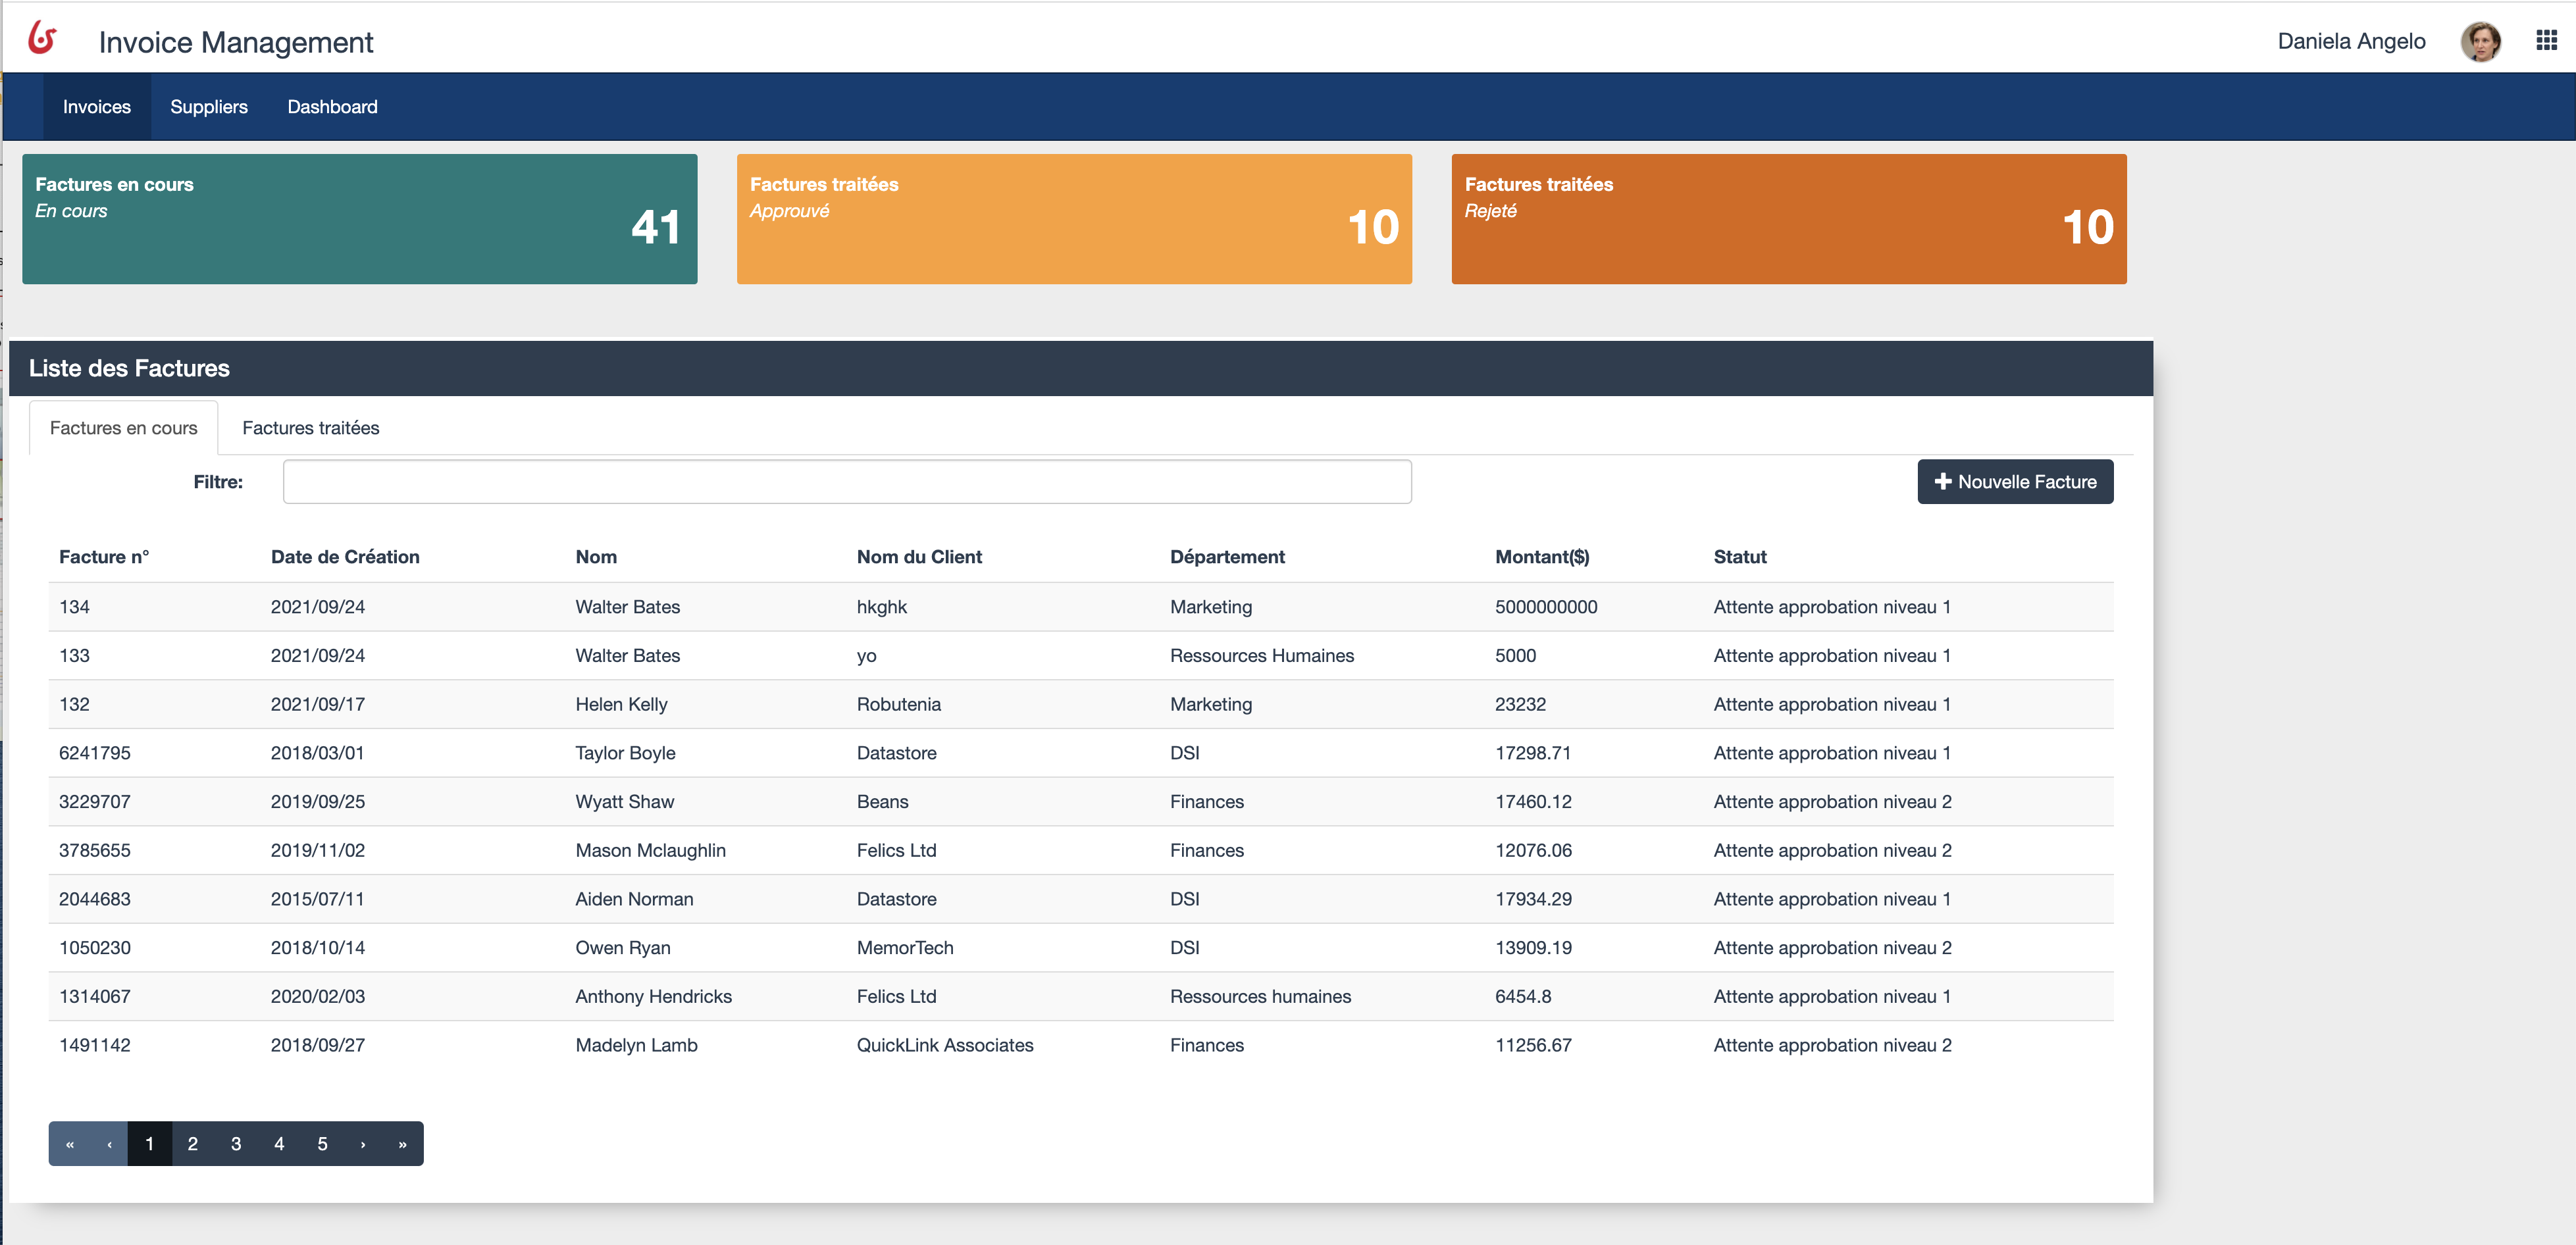 Invoice Management
Daniela Angelo
Invoices Suppliers Dashboard
Factures en cours
En cours
41
Factures traitées
Approuvé
10
Factures traitées
Rejeté
10
Liste des Factures
Factures en cours Factures traitées
Filtre:
Nouvelle Facture
Facture n° Date de Création Nom Nom du Client Département Montant($) Statut
134 2021/09/24 Walter Bates hkghk Marketing 5000000000 Attente approbation niveau 1
133 2021/09/24 Walter Bates yo Ressources Humaines 5000 Attente approbation niveau 1
132 2021/09/17 Helen Kelly Robutenia Marketing 23232 Attente approbation niveau 1
6241795 2018/03/01 Taylor Boyle Datastore DSI 17298.71 Attente approbation niveau 1
3229707 2019/09/25 Wyatt Shaw Beans Finances 17460.12 Attente approbation niveau 2
3785655 2019/11/02 Mason Mclaughlin Felics Ltd Finances 12076.06 Attente approbation niveau 2
2044683 2015/07/11 Aiden Norman Datastore DSI 17934.29 Attente approbation niveau 1
1050230 2018/10/14 Owen Ryan MemorTech DSI 13909.19 Attente approbation niveau 2
1314067 2020/02/03 Anthony Hendricks Felics Ltd Ressources humaines 6454.8 Attente approbation niveau 1
1491142 2018/09/27 Madelyn Lamb QuickLink Associates Finances 11256.67 Attente approbation niveau 2
« ‹ 1 2 3 4 5 › »